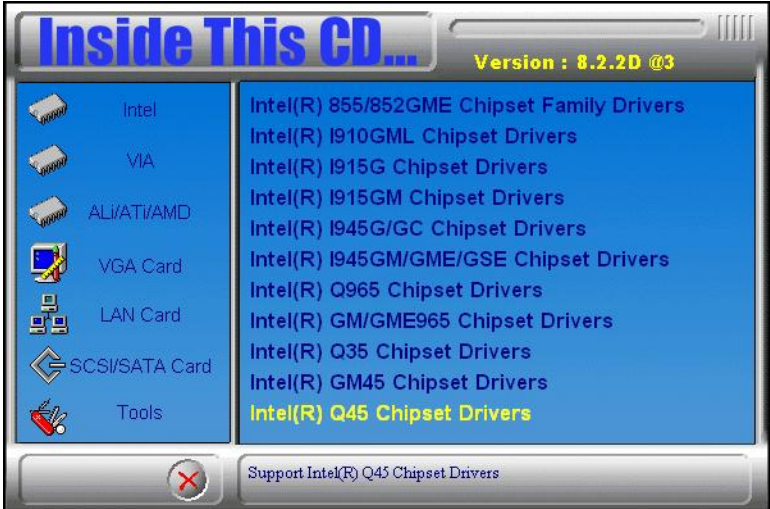 Inside This CD...
Version : 8.2.2D @3
Intel
VIA
ALi/ATi/AMD
VGA Card
LAN Card
SCSI/SATA Card
Tools
Intel(R) 855/852GME Chipset Family Drivers
Intel(R) I910GML Chipset Drivers
Intel(R) I915G Chipset Drivers
Intel(R) I915GM Chipset Drivers
Intel(R) I945G/GC Chipset Drivers
Intel(R) I945GM/GME/GSE Chipset Drivers
Intel(R) Q965 Chipset Drivers
Intel(R) GM/GME965 Chipset Drivers
Intel(R) Q35 Chipset Drivers
Intel(R) GM45 Chipset Drivers
Intel(R) Q45 Chipset Drivers
Support Intel(R) Q45 Chipset Drivers